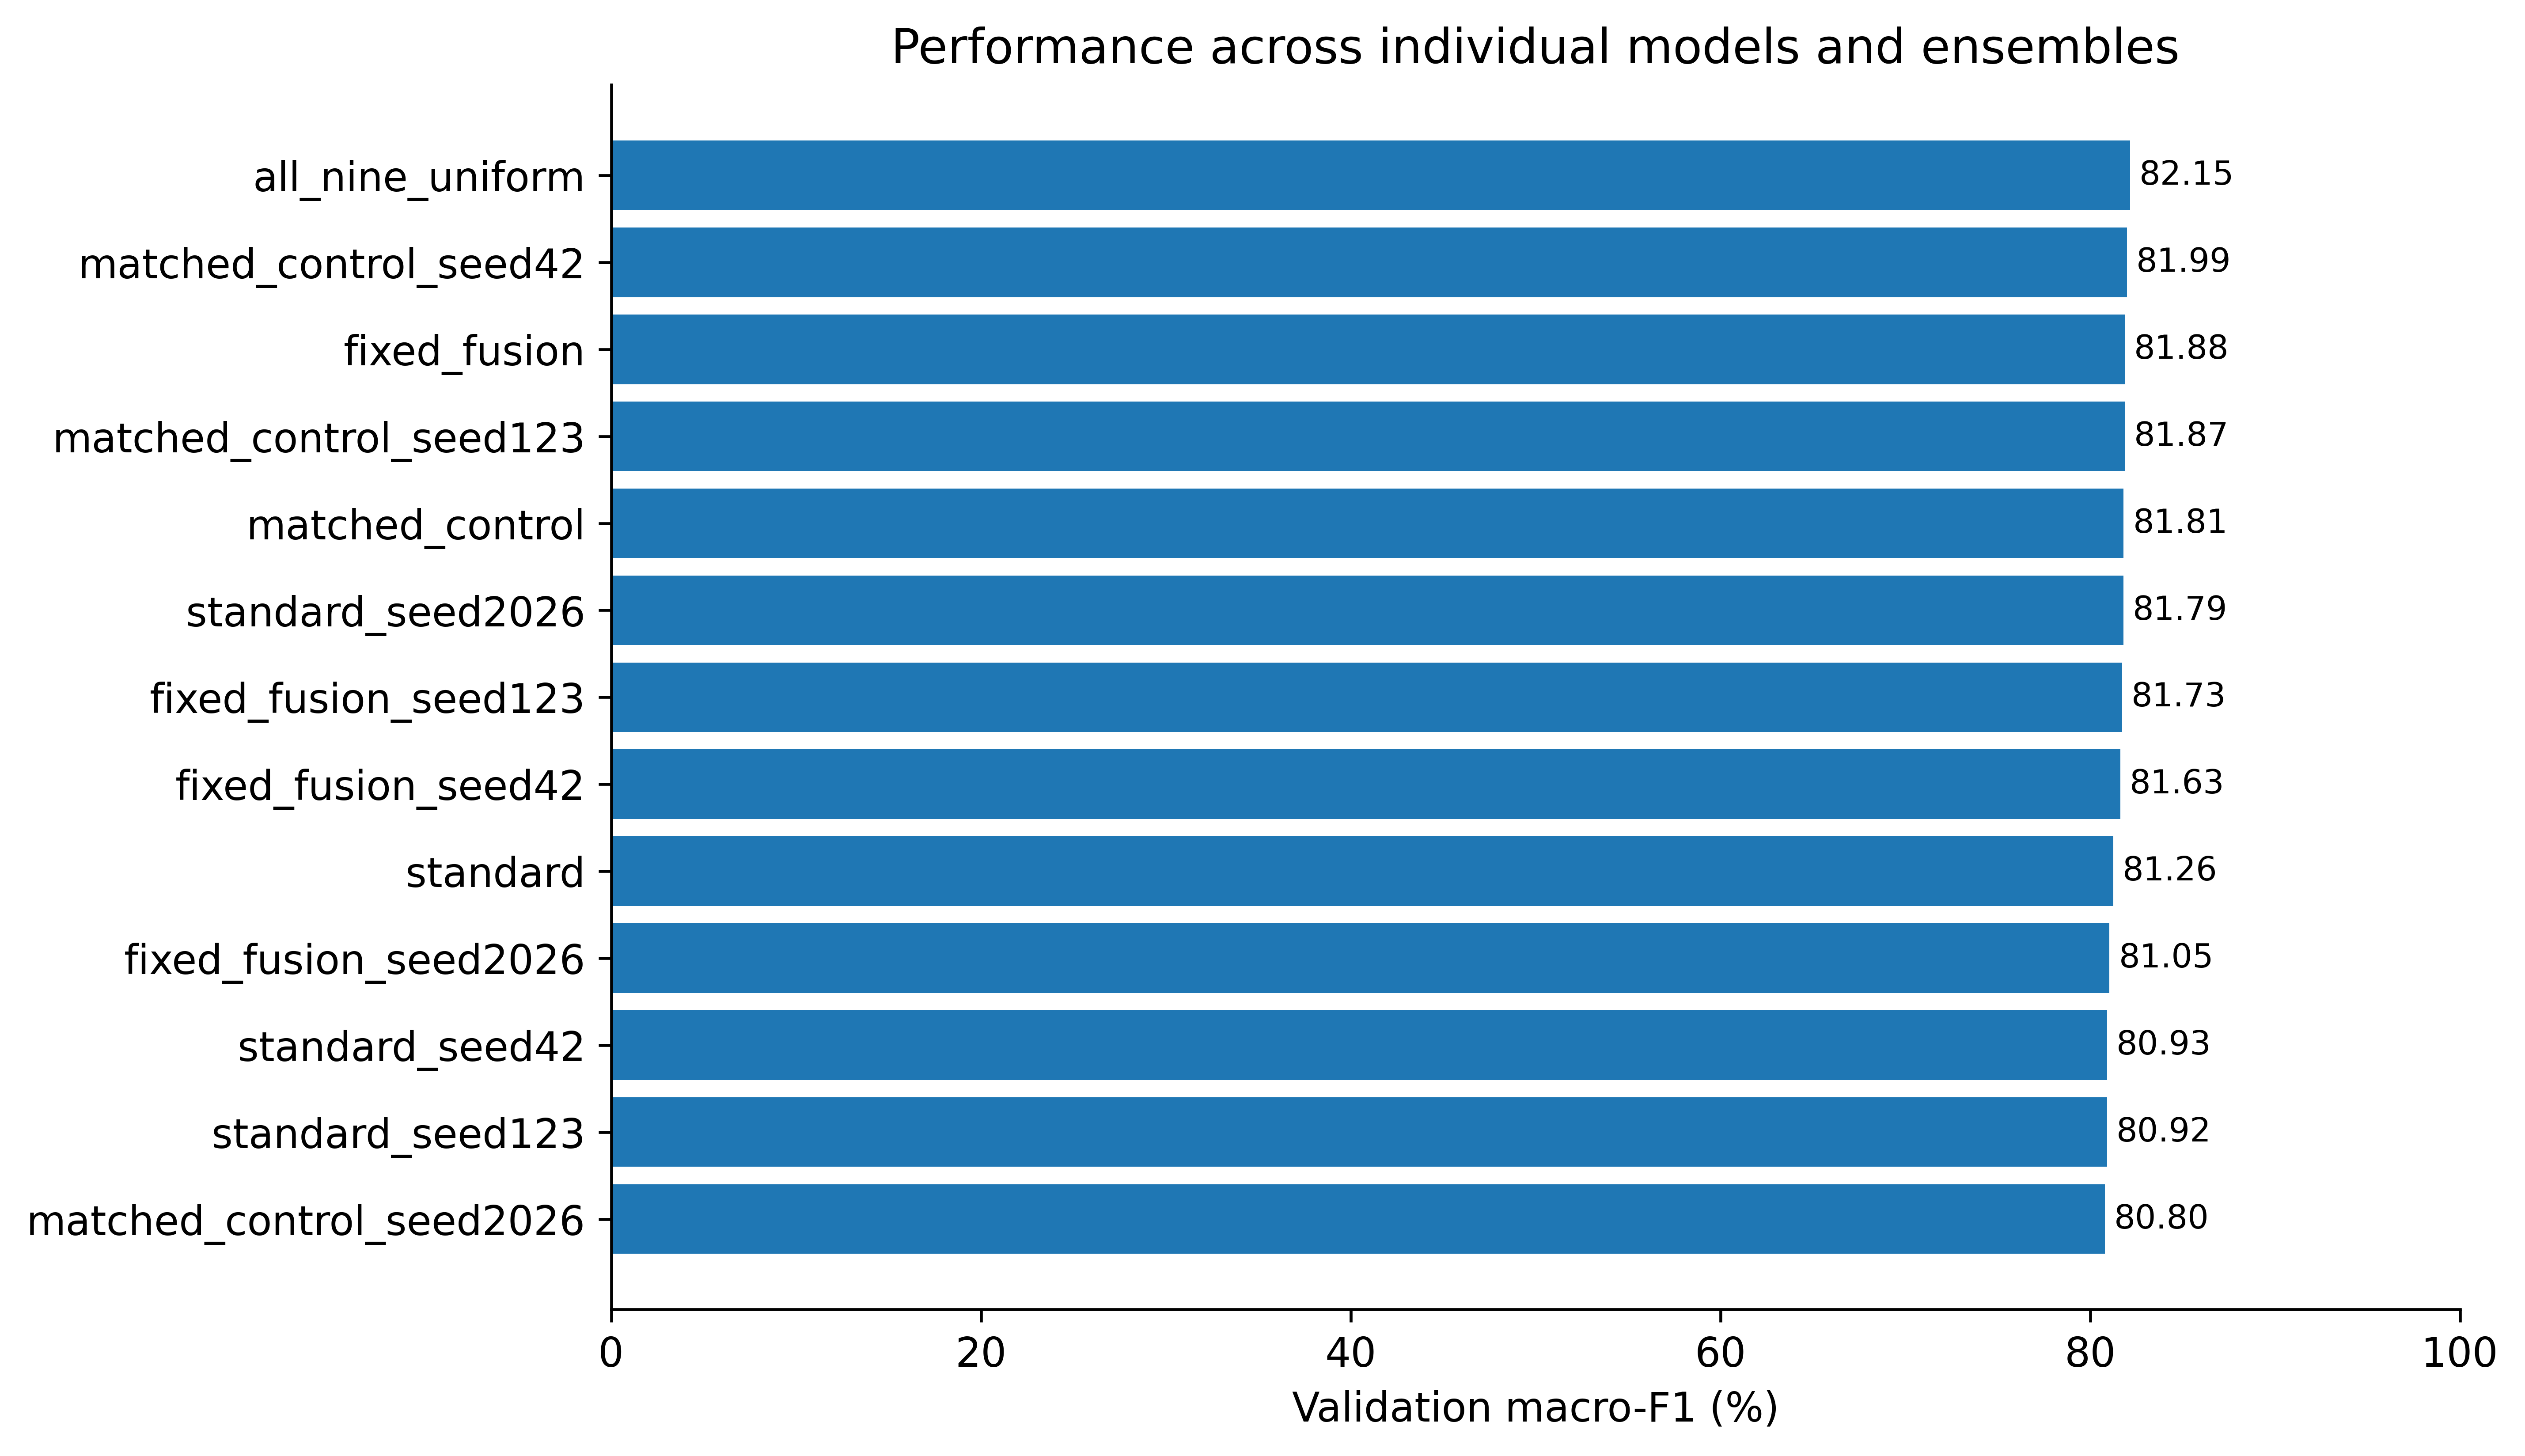 Performance across individual models and ensembles
all_nine_uniform 82.15
matched_control_seed42 81.99
fixed_fusion 81.88
matched_control_seed123 81.87
matched_control 81.81
standard_seed2026 81.79
fixed_fusion_seed123 81.73
fixed_fusion_seed42 81.63
standard 81.26
fixed_fusion_seed2026 81.05
standard_seed42 80.93
standard_seed123 80.92
matched_control_seed2026 80.80
0 20 40 60 80 100
Validation macro-F1 (%)